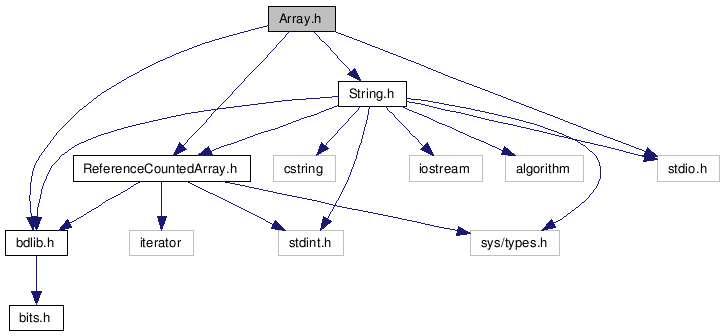 Array.h
String.h
ReferenceCountedArray.h
cstring
iostream
algorithm
stdio.h
bdlib.h
iterator
stdint.h
sys/types.h
bits.h